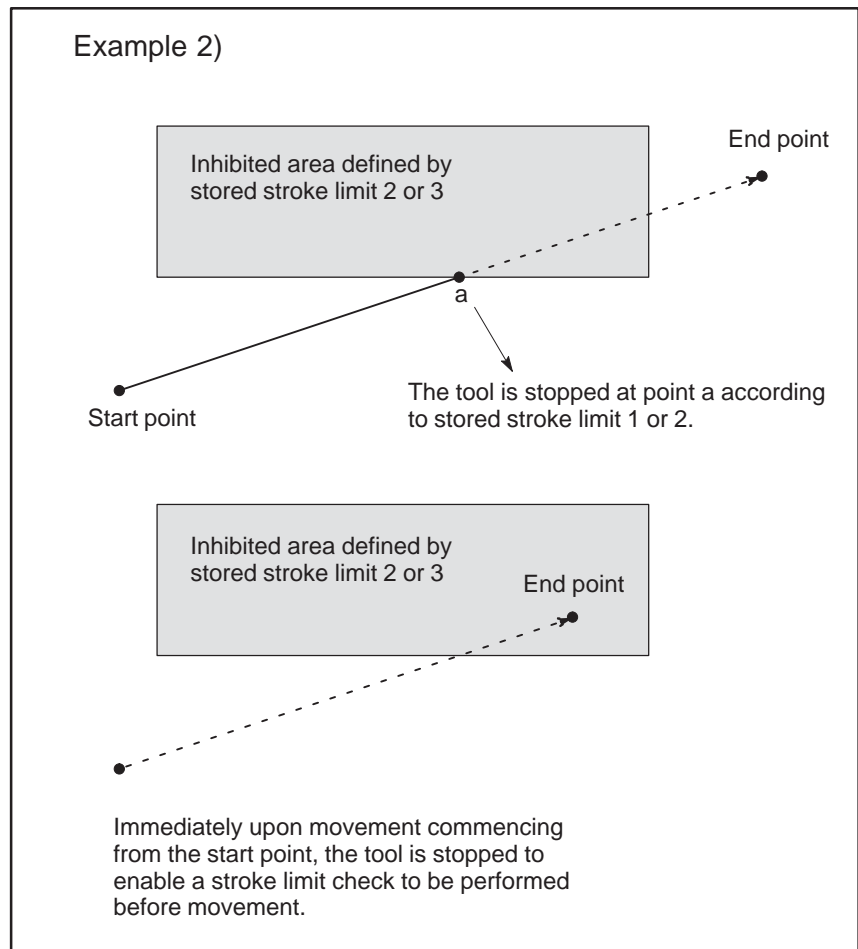 Example 2)
Inhibited area defined by
stored stroke limit 2 or 3
End point
a
Start point
The tool is stopped at point a according
to stored stroke limit 1 or 2.
Inhibited area defined by
stored stroke limit 2 or 3
End point
Immediately upon movement commencing
from the start point, the tool is stopped to
enable a stroke limit check to be performed
before movement.